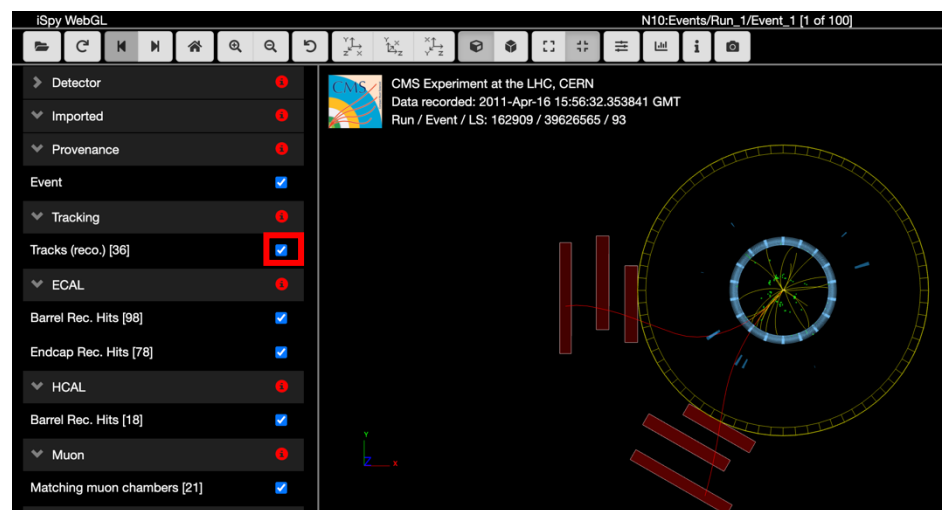 iSpy WebGL
N10:Events/Run_1/Event_1 [1 of 100]
Detector
Imported
Provenance
Event
Tracking
Tracks (reco.) [36]
ECAL
Barrel Rec. Hits [98]
Endcap Rec. Hits [78]
HCAL
Barrel Rec. Hits [18]
Muon
Matching muon chambers [21]
CMS
CMS Experiment at the LHC, CERN
Data recorded: 2011-Apr-16 15:56:32.353841 GMT
Run / Event / LS: 162909 / 39626565 / 93
Y
Z
X